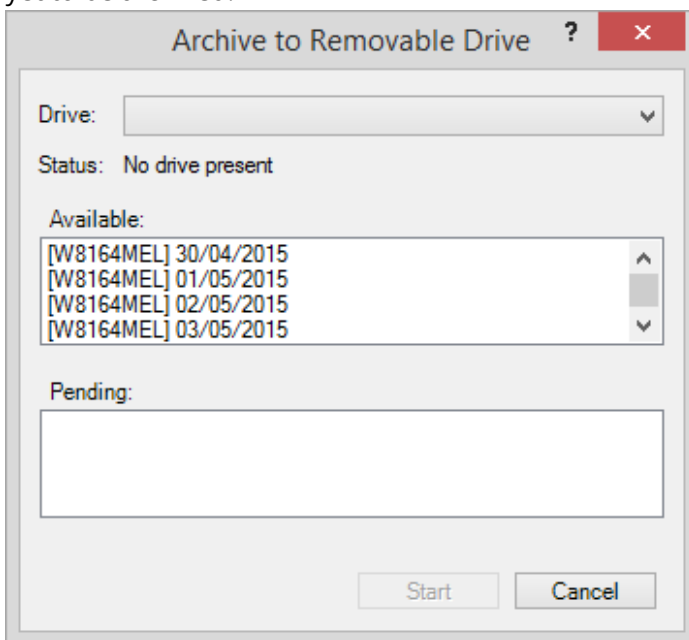 Archive to Removable Drive ?
Drive:
Status: No drive present
Available:
[W8164MEL] 30/04/2015
[W8164MEL] 01/05/2015
[W8164MEL] 02/05/2015
[W8164MEL] 03/05/2015
Pending:
Start Cancel